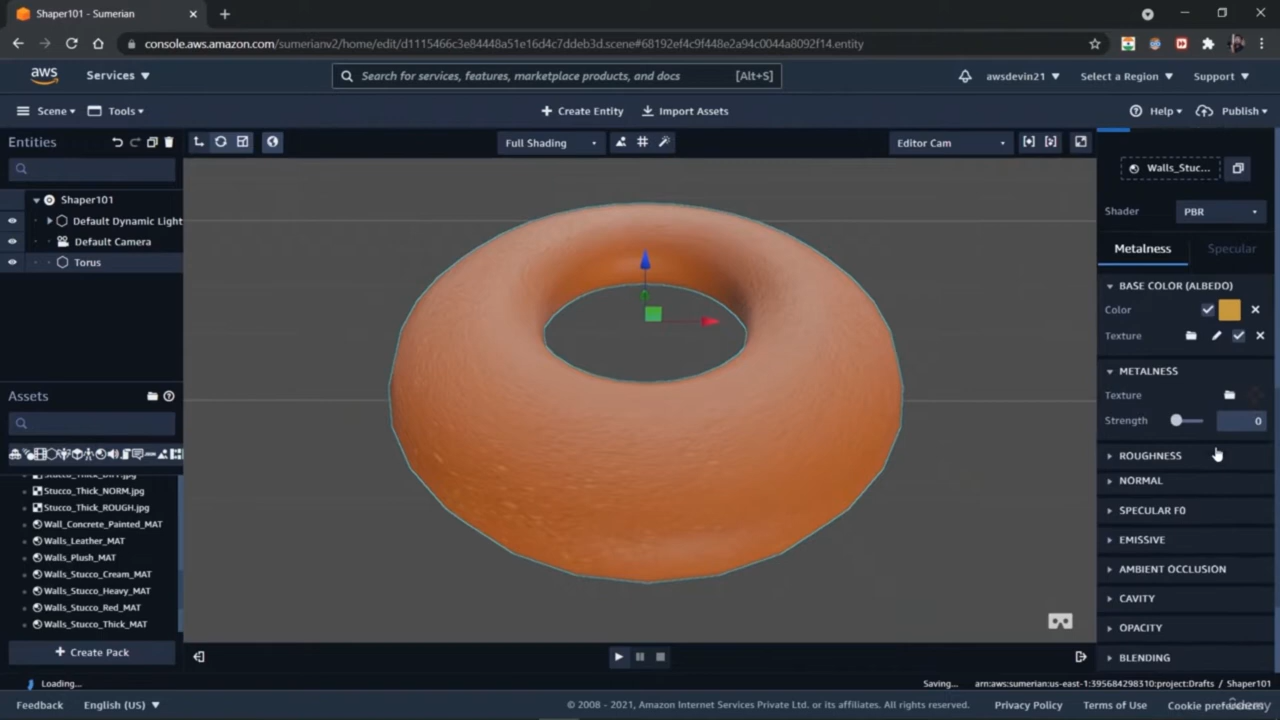 Shaper101 - Sumerian
console.aws.amazon.com/sumerianv2/home/edit/d1115466c3e84448a51e16d4c7ddeb3d.scene#68192ef4c9f448e2a94c0044a8092f14.entity
aws Services Search for services, features, marketplace products, and docs [Alt+S] awsdevin21 Select a Region Support
Scene Tools Create Entity Import Assets Help Publish
Entities Full Shading Editor Cam
Walls_Stuc...
Shaper101
Default Dynamic Light
Default Camera
Torus
Shader PBR
Metalness Specular
BASE COLOR (ALBEDO)
Color
Texture
METALNESS
Texture
Strength 0
ROUGHNESS
NORMAL
SPECULAR F0
EMISSIVE
AMBIENT OCCLUSION
CAVITY
OPACITY
BLENDING
Assets
Stucco_Thick_NORM.jpg
Stucco_Thick_ROUGH.jpg
Wall_Concrete_Painted_MAT
Walls_Leather_MAT
Walls_Plush_MAT
Walls_Stucco_Cream_MAT
Walls_Stucco_Heavy_MAT
Walls_Stucco_Red_MAT
Walls_Stucco_Thick_MAT
Create Pack
Loading... Saving... arn:aws:sumerian:us-east-1:395684298310:project:Drafts / Shaper101
Feedback English (US) © 2008 - 2021, Amazon Internet Services Private Ltd. or its affiliates. All rights reserved. Privacy Policy Terms of Use Cookie preferences
Udemy